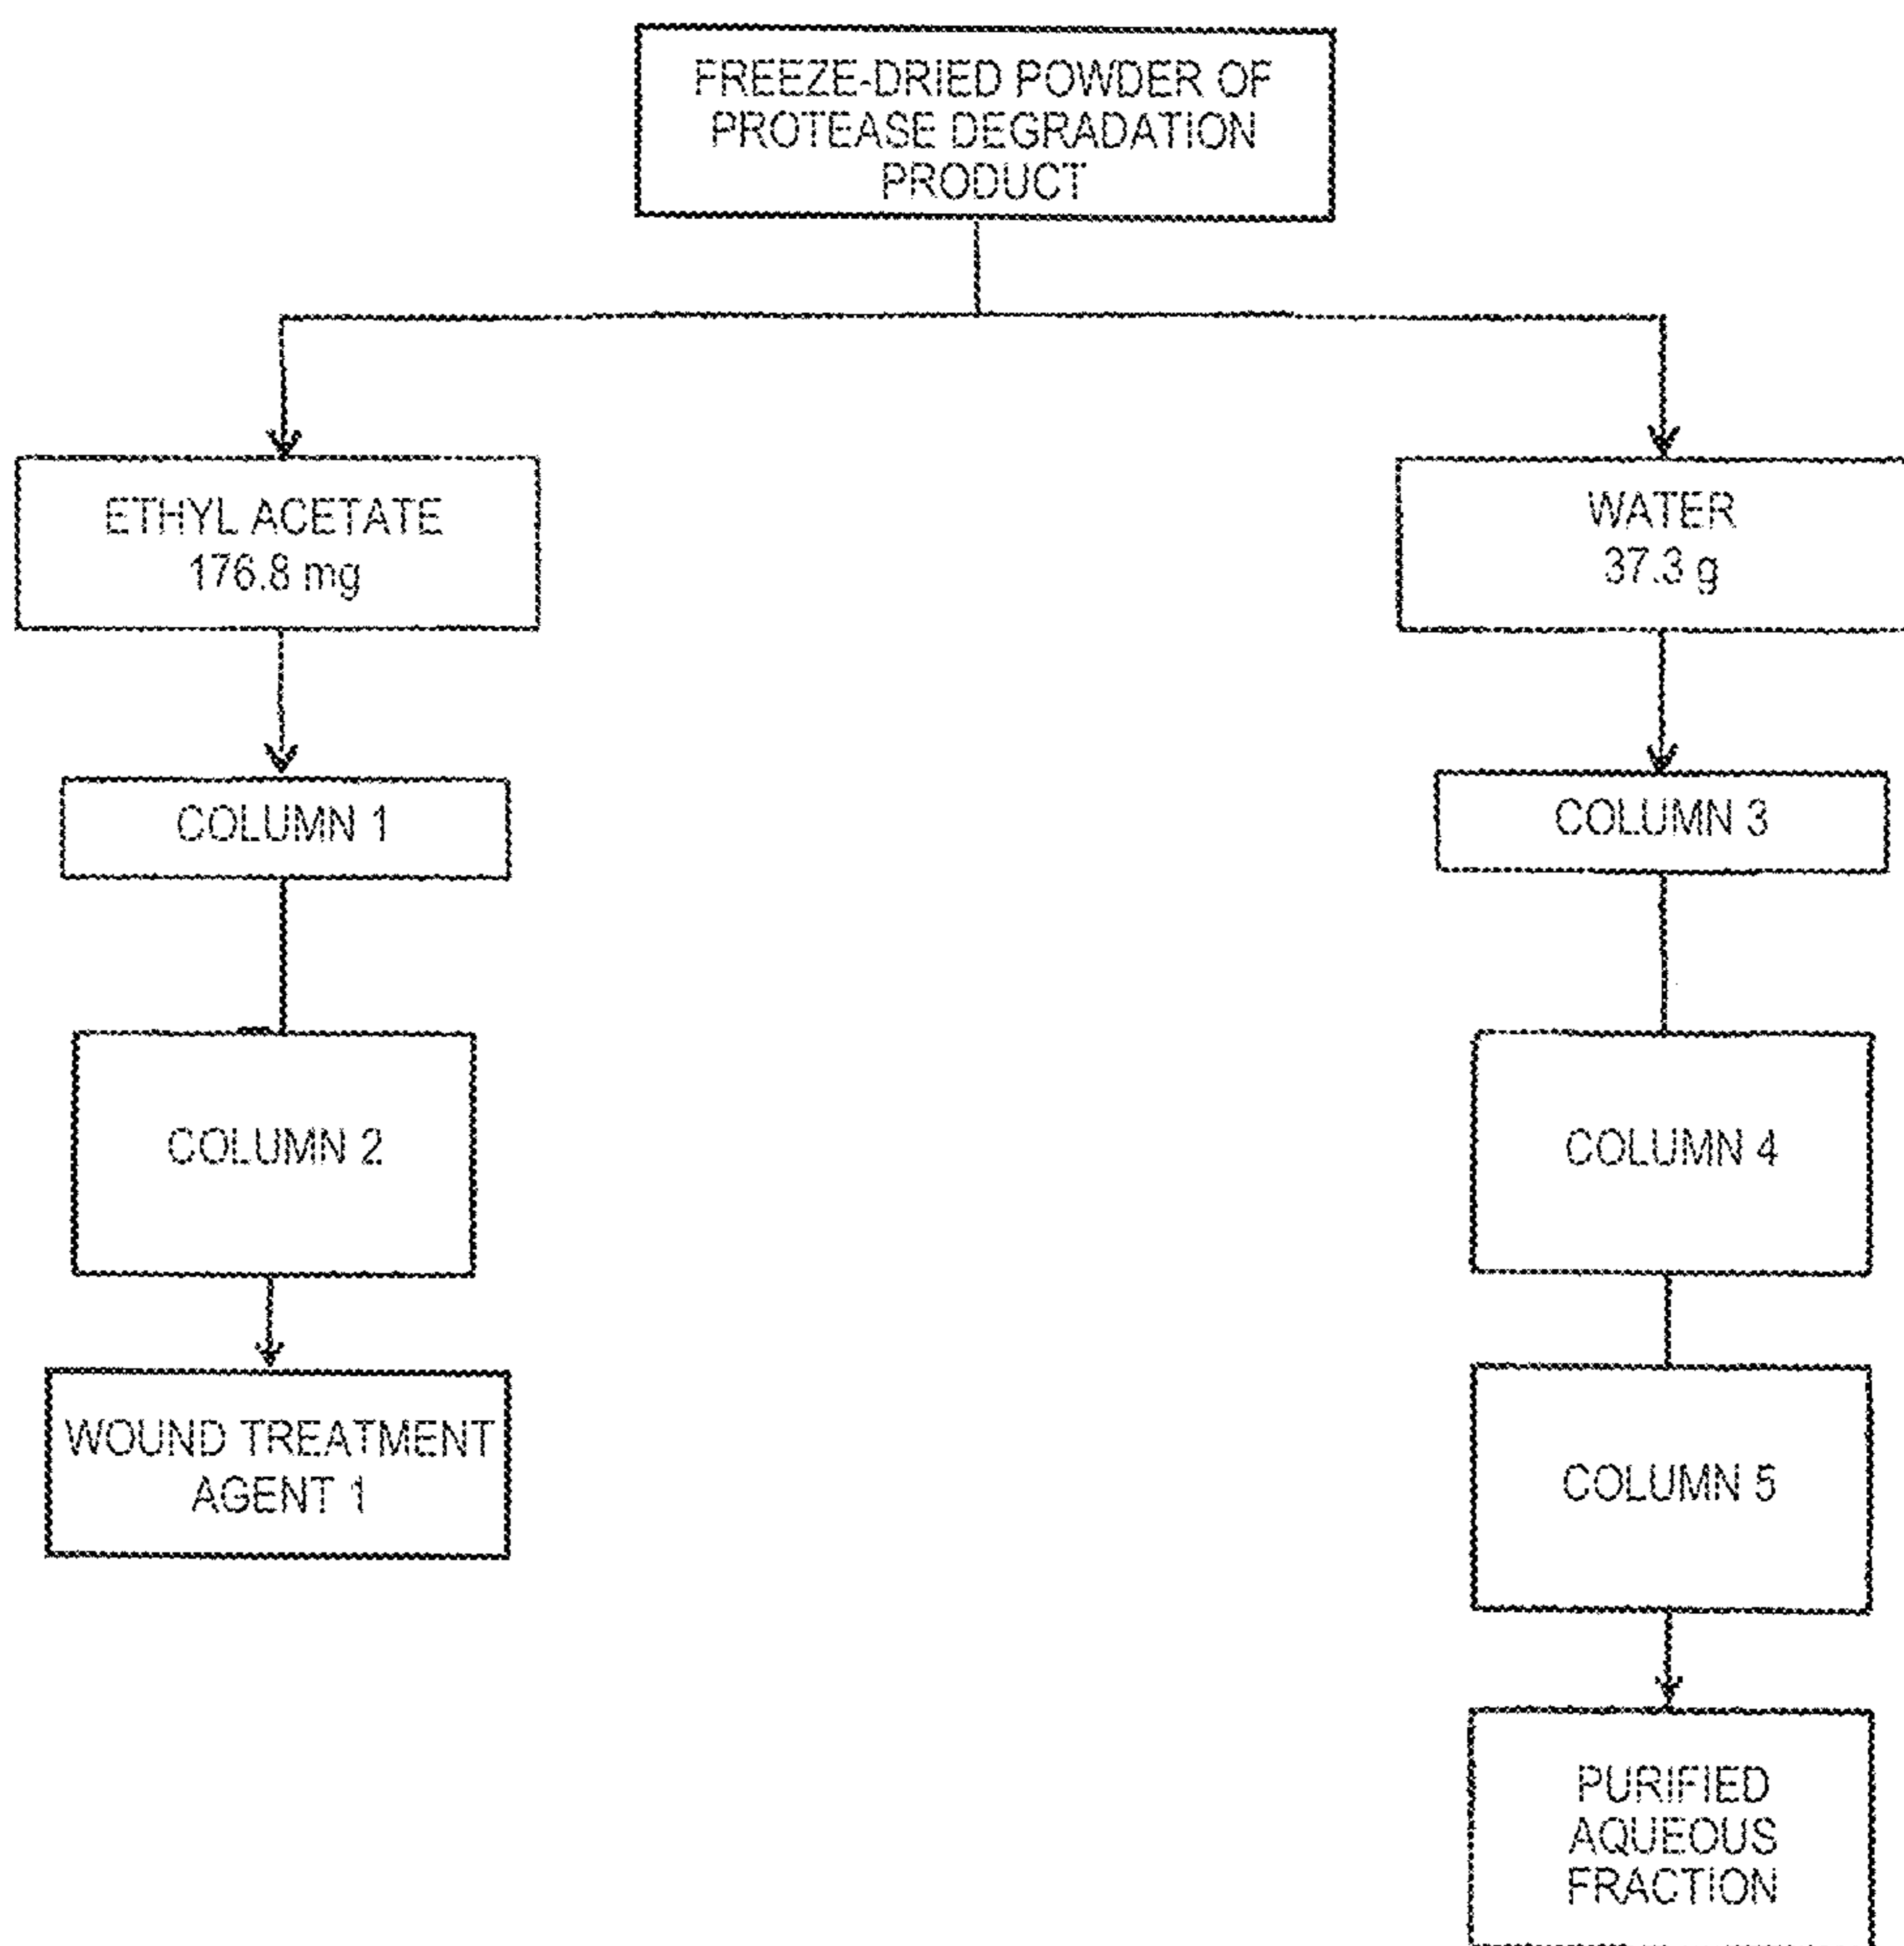 FREEZE-DRIED POWDER OF
PROTEASE DEGRADATION
PRODUCT
ETHYL ACETATE
176.8 mg
WATER
37.3 g
COLUMN 1
COLUMN 3
COLUMN 2
COLUMN 4
WOUND TREATMENT
AGENT 1
COLUMN 5
PURIFIED
AQUEOUS
FRACTION